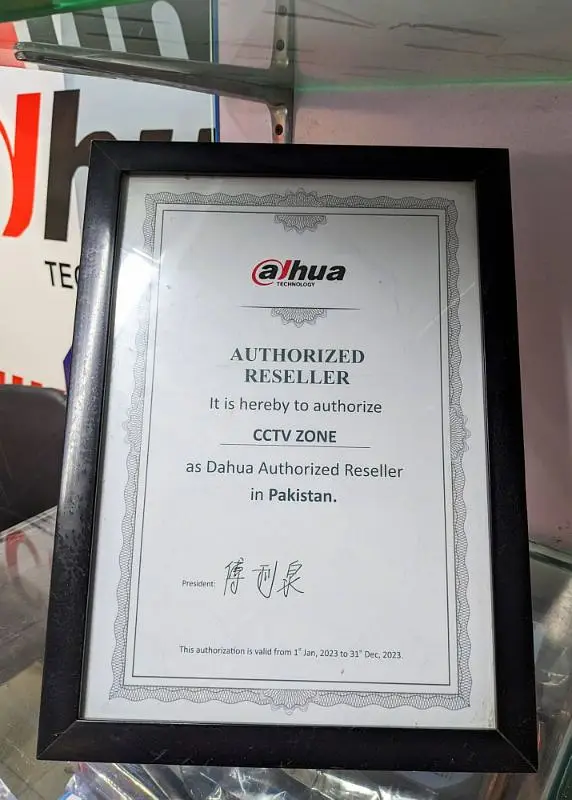 alhua
TECHNOLOGY
AUTHORIZED
RESELLER
It is hereby to authorize
CCTV ZONE
as Dahua Authorized Reseller
in Pakistan.
President: 傅利泉
This authorization is valid from 1st Jan, 2023 to 31st Dec, 2023.